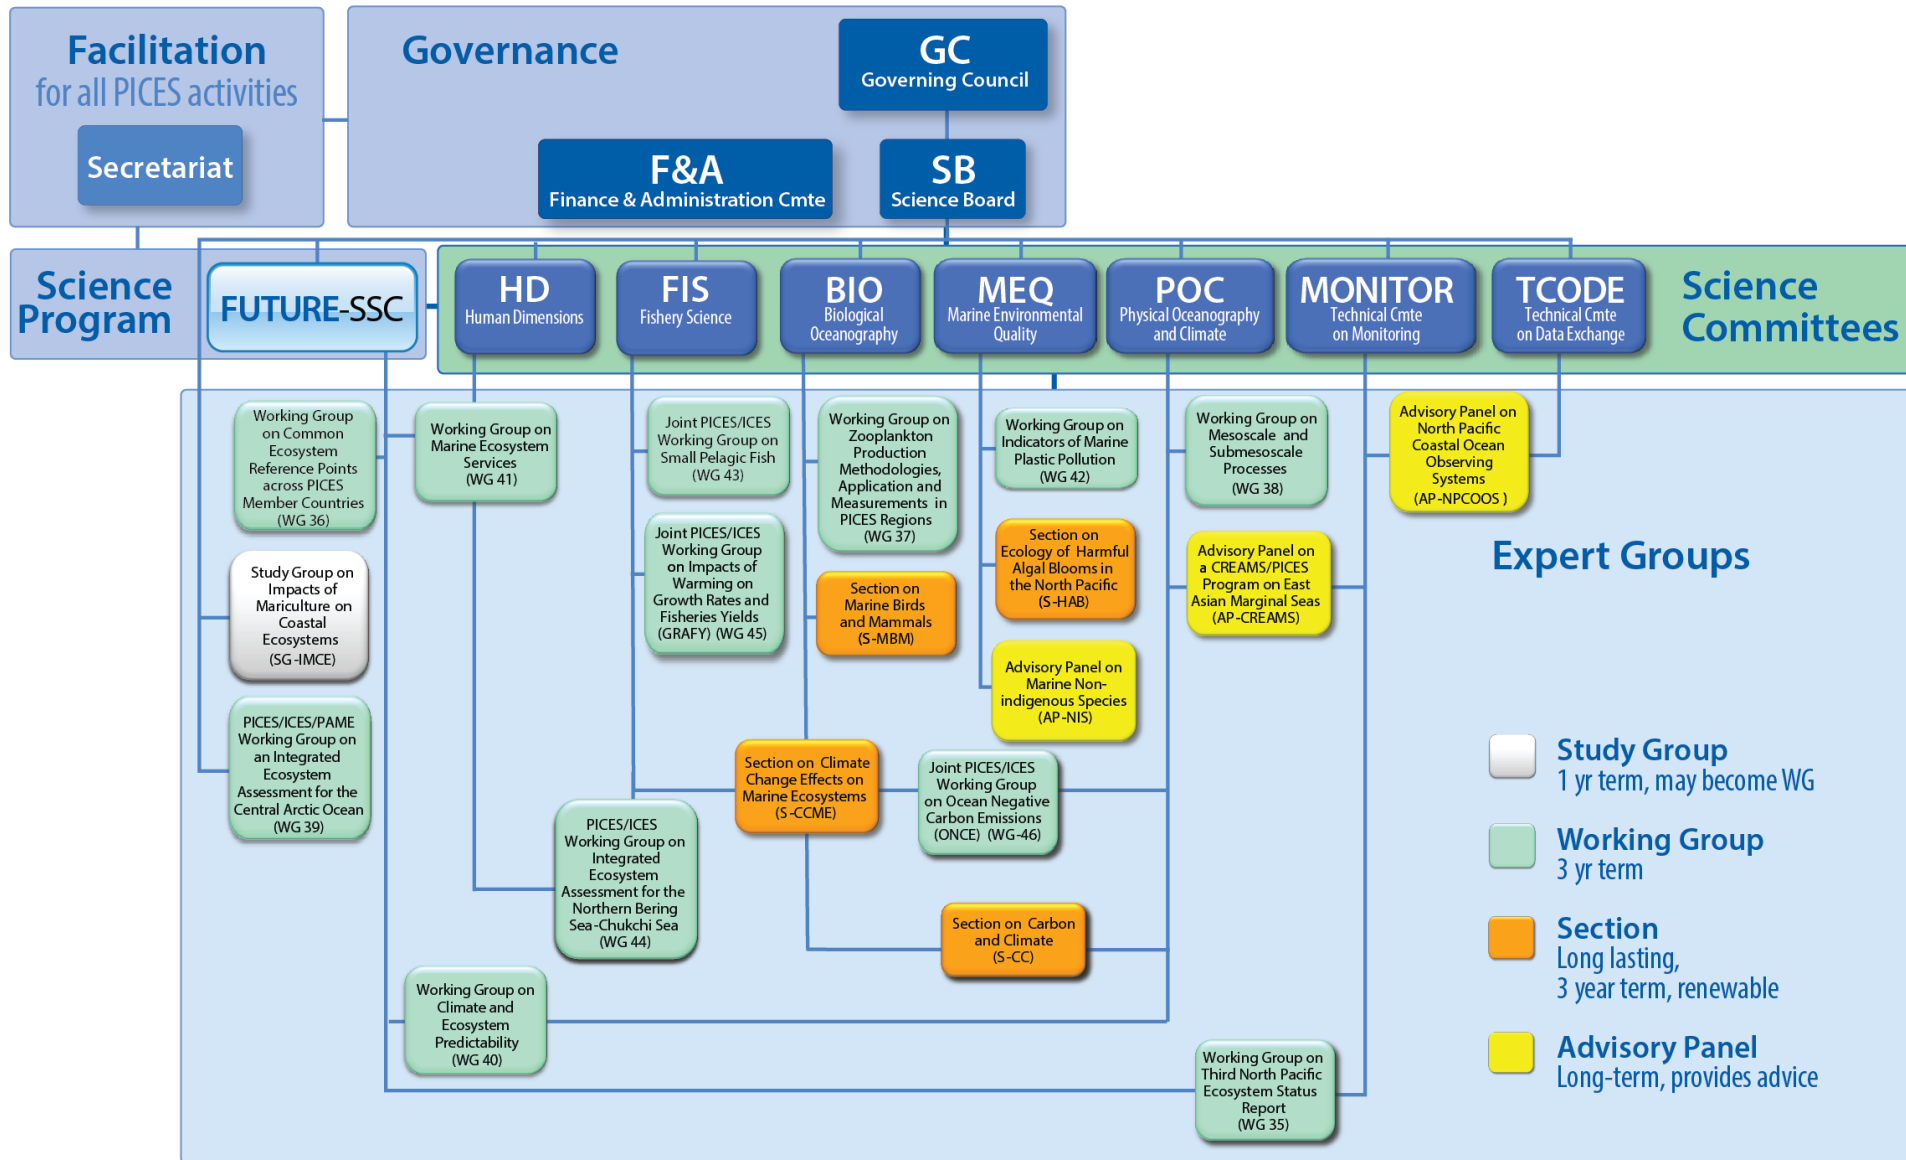 Facilitation
for all PICES activities
Secretariat
Governance
GC
Governing Council
F&A
Finance & Administration Cmte
SB
Science Board
Science
Program
FUTURE-SSC
HD
Human Dimensions
FIS
Fishery Science
BIO
Biological
Oceanography
MEQ
Marine Environmental
Quality
POC
Physical Oceanography
and Climate
MONITOR
Technical Cmte
on Monitoring
TCODE
Technical Cmte
on Data Exchange
Science
Committees
Working Group
on Common
Ecosystem
Reference Points
across PICES
Member Countries
(WG 36)
Working Group on
Marine Ecosystem
Services
(WG 41)
Joint PICES/ICES
Working Group on
Small Pelagic Fish
(WG 43)
Working Group on
Zooplankton
Production
Methodologies,
Application and
Measurements in
PICES Regions
(WG 37)
Working Group on
Indicators of Marine
Plastic Pollution
(WG 42)
Working Group on
Mesoscale and
Submesoscale
Processes
(WG 38)
Advisory Panel on
North Pacific
Coastal Ocean
Observing
Systems
(AP-NPCOOS )
Study Group on
Impacts of
Mariculture on
Coastal
Ecosystems
(SG-IMCE)
Joint PICES/ICES
Working Group
on Impacts of
Warming on
Growth Rates and
Fisheries Yields
(GRAFY) (WG 45)
Section on
Marine Birds
and Mammals
(S-MBM)
Section on
Ecology of Harmful
Algal Blooms in
the North Pacific
(S-HAB)
Advisory Panel on
a CREAMS/PICES
Program on East
Asian Marginal Seas
(AP-CREAMS)
Expert Groups
Advisory Panel on
Marine Non-
indigenous Species
(AP-NIS)
PICES/ICES/PAME
Working Group on
an Integrated
Ecosystem
Assessment for the
Central Arctic Ocean
(WG 39)
Section on Climate
Change Effects on
Marine Ecosystems
(S-CCME)
Joint PICES/ICES
Working Group
on Ocean Negative
Carbon Emissions
(ONCE) (WG-46)
PICES/ICES
Working Group on
Integrated
Ecosystem
Assessment for the
Northern Bering
Sea-Chukchi Sea
(WG 44)
Section on Carbon
and Climate
(S-CC)
Working Group on
Climate and
Ecosystem
Predictability
(WG 40)
Working Group on
Third North Pacific
Ecosystem Status
Report
(WG 35)
Study Group
1 yr term, may become WG
Working Group
3 yr term
Section
Long lasting,
3 year term, renewable
Advisory Panel
Long-term, provides advice